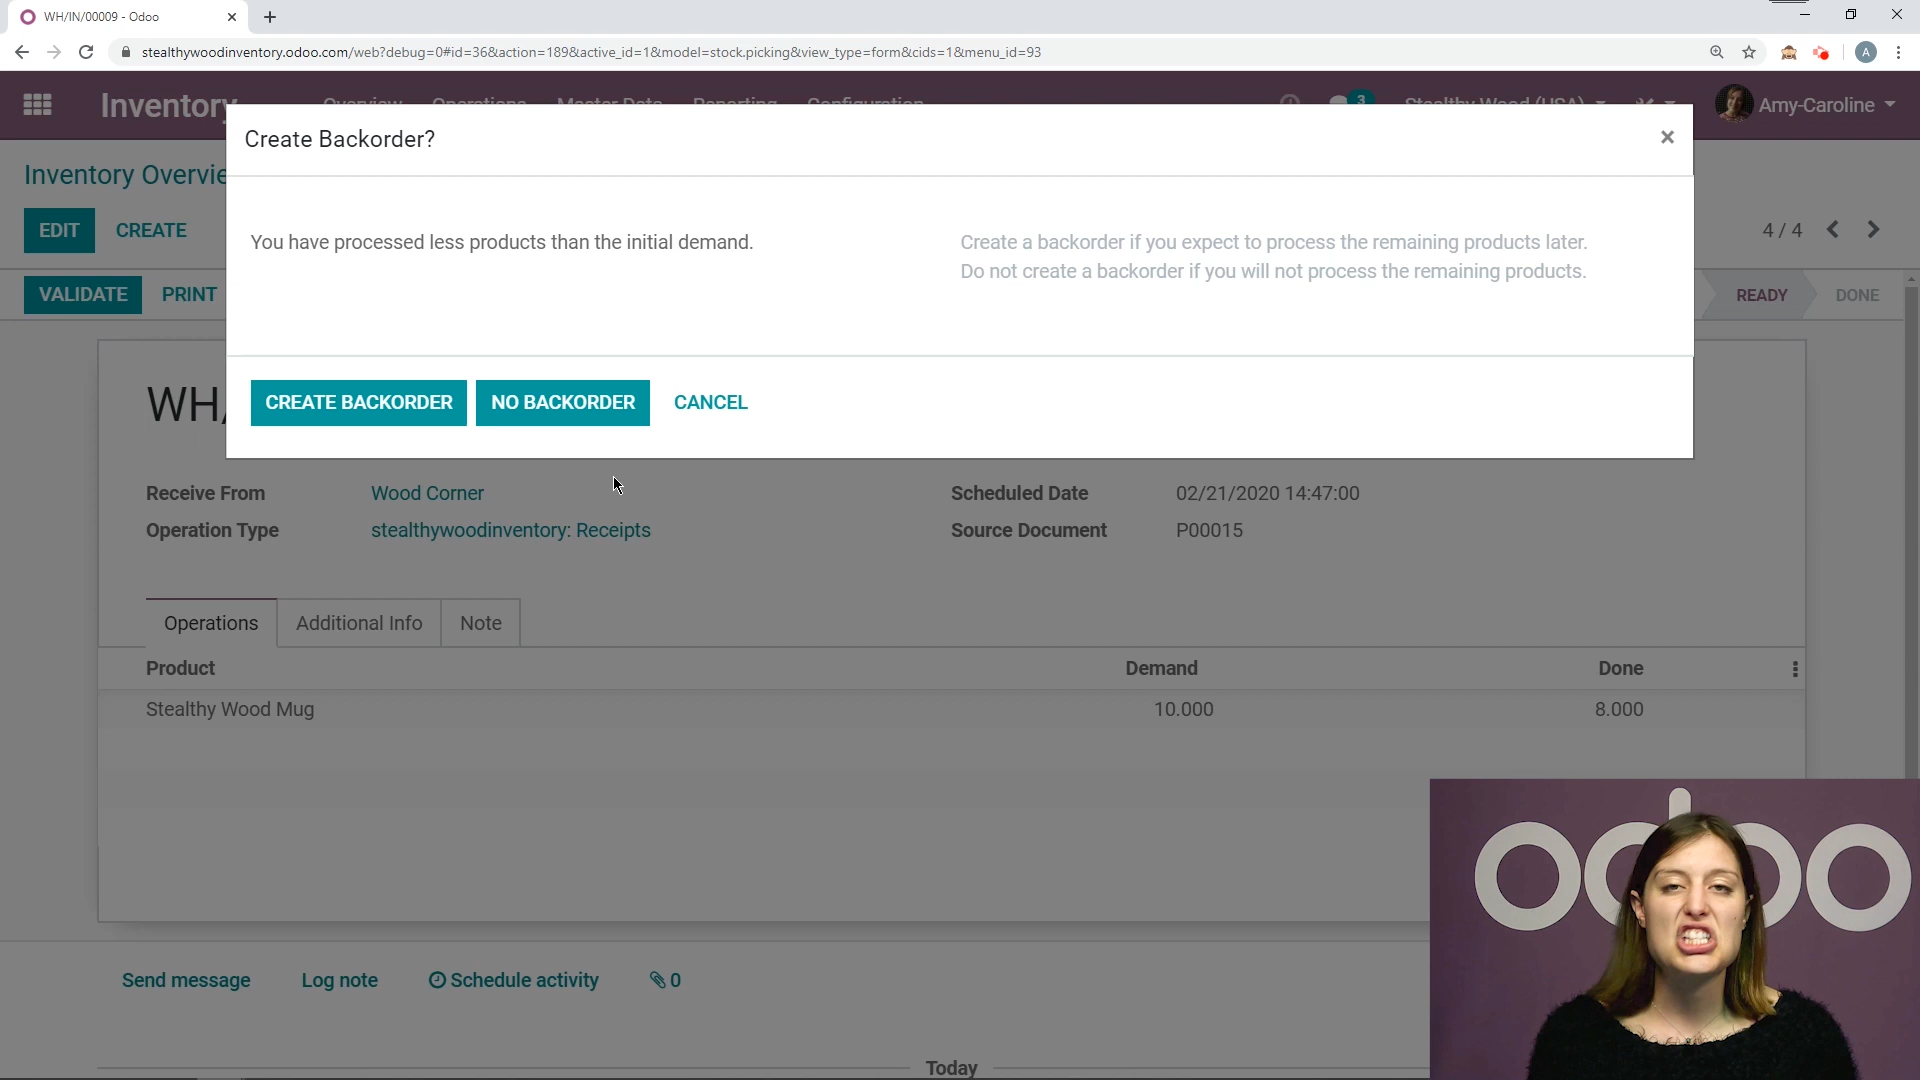 WH/IN/00009 - Odoo
stealthywoodinventory.odoo.com/web?debug=0#id=36&action=189&active_id=1&model=stock.picking&view_type=form&cids=1&menu_id=93
A
Inventory Overview Operations Master Data Reporting Configuration 3 Stealthy Wood (USA) Amy-Caroline
Create Backorder?
Inventory
EDIT CREATE 4 / 4
You have processed less products than the initial demand.
Create a backorder if you expect to process the remaining products later.
Do not create a backorder if you will not process the remaining products.
VALIDATE PRINT READY DONE
CREATE BACKORDER NO BACKORDER CANCEL
WH/
Receive From Wood Corner Scheduled Date 02/21/2020 14:47:00
Operation Type stealthywoodinventory: Receipts Source Document P00015
Operations Additional Info Note
Product Demand Done
Stealthy Wood Mug 10.000 8.000
odoo
Send message Log note Schedule activity 0
Today